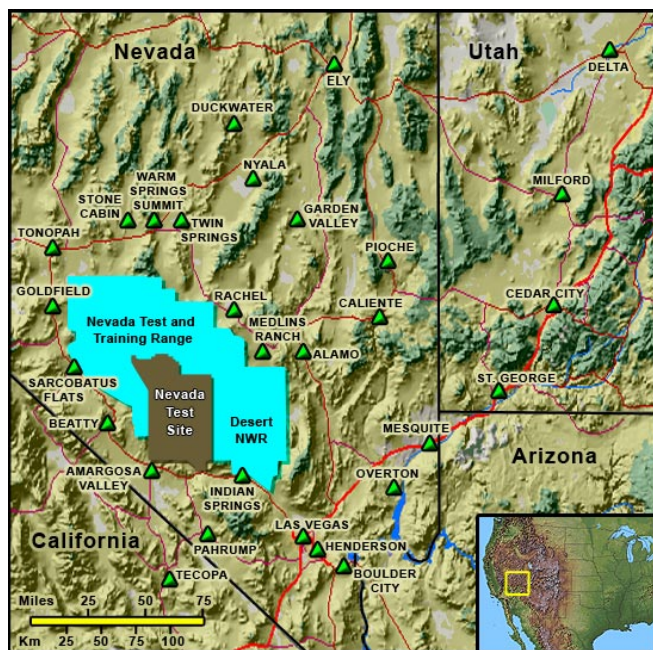 Nevada
Utah
DELTA
ELY
DUCKWATER
NYALA
MILFORD
WARM
SPRINGS
SUMMIT
STONE
CABIN
TWIN
SPRINGS
GARDEN
VALLEY
TONOPAH
PIOCHE
GOLDFIELD
RACHEL
CALIENTE
CEDAR CITY
Nevada Test and
Training Range
MEDLINS
RANCH
ALAMO
SARCOBATUS
FLATS
ST. GEORGE
Nevada
Test
Site
Desert
NWR
BEATTY
MESQUITE
Arizona
AMARGOSA
VALLEY
INDIAN
SPRINGS
OVERTON
California
PAHRUMP
LAS VEGAS
HENDERSON
BOULDER
CITY
TECOPA
Miles 25 50 75
Km 50 100